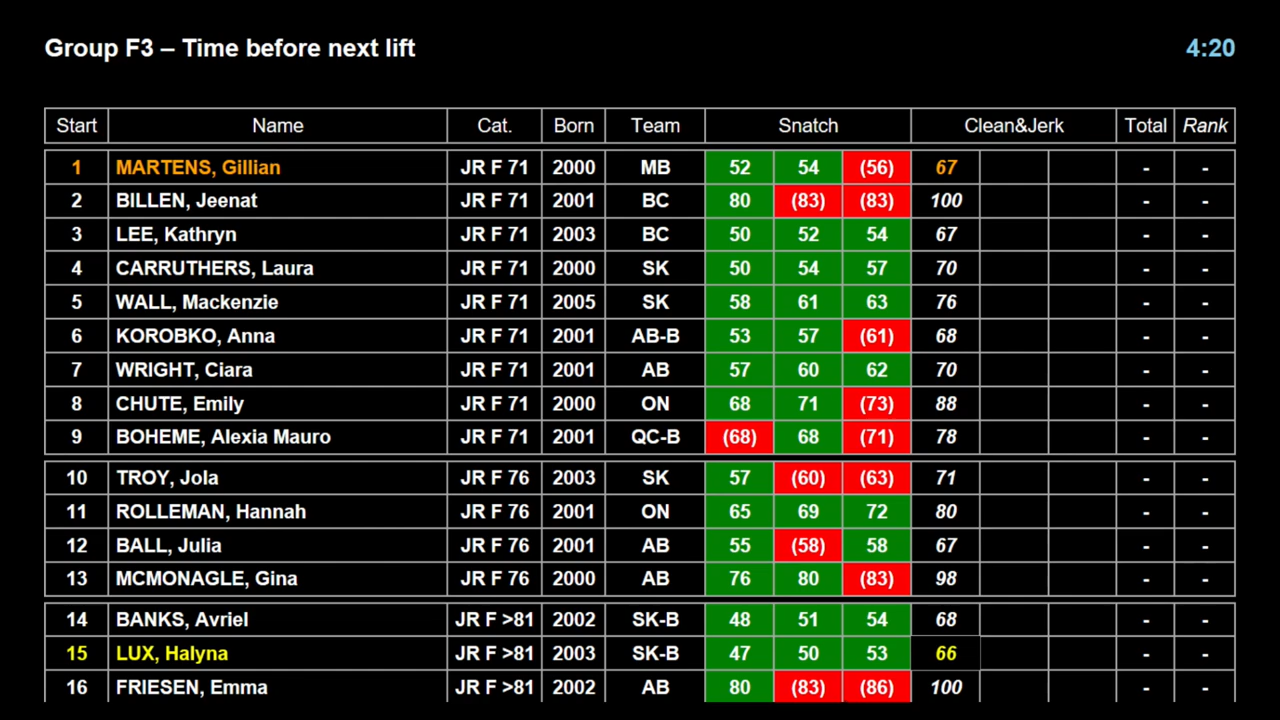 Group F3 – Time before next lift 4:20
Start Name Cat. Born Team Snatch Clean&Jerk Total Rank
1 MARTENS, Gillian JR F 71 2000 MB 52 54 (56) 67 - -
2 BILLEN, Jeenat JR F 71 2001 BC 80 (83) (83) 100 - -
3 LEE, Kathryn JR F 71 2003 BC 50 52 54 67 - -
4 CARRUTHERS, Laura JR F 71 2000 SK 50 54 57 70 - -
5 WALL, Mackenzie JR F 71 2005 SK 58 61 63 76 - -
6 KOROBKO, Anna JR F 71 2001 AB-B 53 57 (61) 68 - -
7 WRIGHT, Ciara JR F 71 2001 AB 57 60 62 70 - -
8 CHUTE, Emily JR F 71 2000 ON 68 71 (73) 88 - -
9 BOHEME, Alexia Mauro JR F 71 2001 QC-B (68) 68 (71) 78 - -
10 TROY, Jola JR F 76 2003 SK 57 (60) (63) 71 - -
11 ROLLEMAN, Hannah JR F 76 2001 ON 65 69 72 80 - -
12 BALL, Julia JR F 76 2001 AB 55 (58) 58 67 - -
13 MCMONAGLE, Gina JR F 76 2000 AB 76 80 (83) 98 - -
14 BANKS, Avriel JR F >81 2002 SK-B 48 51 54 68 - -
15 LUX, Halyna JR F >81 2003 SK-B 47 50 53 66 - -
16 FRIESEN, Emma JR F >81 2002 AB 80 (83) (86) 100 - -